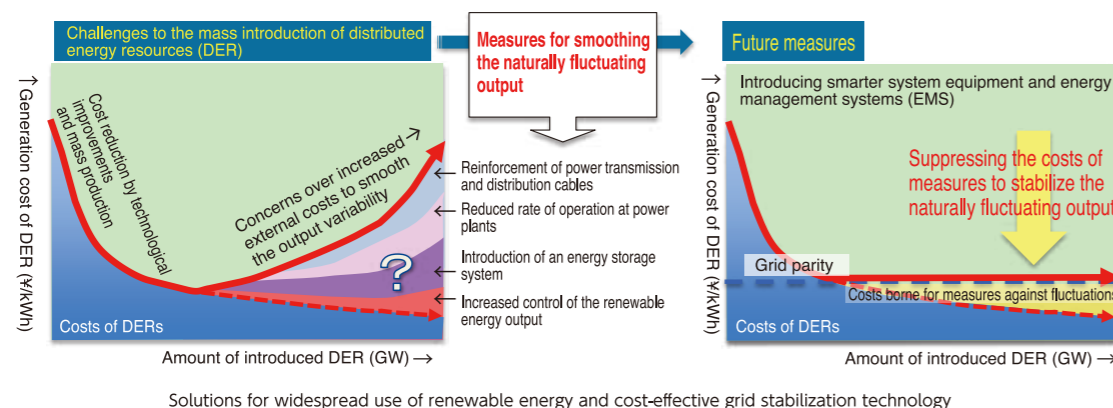 Challenges to the mass introduction of distributed
energy resources (DER)
Measures for smoothing
the naturally fluctuating
output
Future measures
↑ Generation cost of DER (¥/kWh)
Cost reduction by technological
improvements
and mass production
Concerns over increased →
external costs to smooth
the output variability
?
Costs of DERs
Amount of introduced DER (GW) →
← Reinforcement of power transmission
and distribution cables
← Reduced rate of operation at power
plants
← Introduction of an energy storage
system
← Increased control of the renewable
energy output
↑ Generation cost of DER (¥/kWh)
Introducing smarter system equipment and energy
management systems (EMS)
Suppressing the costs of
measures to stabilize the
naturally fluctuating output
Grid parity
Costs borne for measures against fluctuations
Costs of DERs
Amount of introduced DER (GW) →
Solutions for widespread use of renewable energy and cost-effective grid stabilization technology